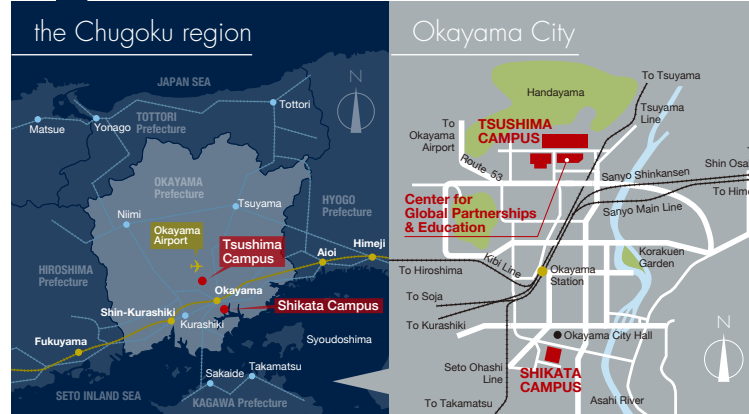 the Chugoku region
JAPAN SEA
N
TOTTORI
Prefecture
Tottori
Matsue
Yonago
OKAYAMA
Prefecture
HYOGO
Prefecture
Niimi
Tsuyama
Okayama
Airport
Tsushima
Campus
HIROSHIMA
Prefecture
Aioi
Himeji
Okayama
Shikata Campus
Shin-Kurashiki
Kurashiki
Syoudoshima
Fukuyama
Sakaide
Takamatsu
SETO INLAND SEA
KAGAWA Prefecture
Okayama City
To Tsuyama
Handayama
Tsuyama
Line
To
Okayama
Airport
TSUSHIMA
CAMPUS
Route 53
Sanyo Shinkansen
Shin Osa
To Hime
Sanyo Main Line
Center for
Global Partnerships
& Education
Korakuen
Garden
Kibi Line
To Hiroshima
Okayama
Station
To Soja
To Kurashiki
Okayama City Hall
N
Seto Ohashi
Line
SHIKATA
CAMPUS
To Takamatsu
Asahi River